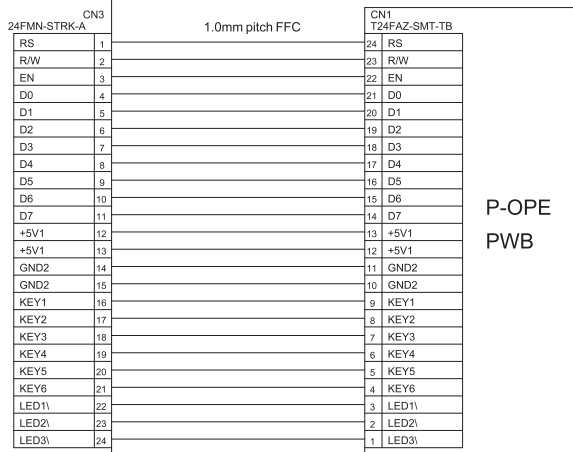 CN3
24FMN-STRK-A
1.0mm pitch FFC
CN1
T24FAZ-SMT-TB
RS 1 24 RS
R/W 2 23 R/W
EN 3 22 EN
D0 4 21 D0
D1 5 20 D1
D2 6 19 D2
D3 7 18 D3
D4 8 17 D4
D5 9 16 D5
D6 10 15 D6
D7 11 14 D7
+5V1 12 13 +5V1
+5V1 13 12 +5V1
GND2 14 11 GND2
GND2 15 10 GND2
KEY1 16 9 KEY1
KEY2 17 8 KEY2
KEY3 18 7 KEY3
KEY4 19 6 KEY4
KEY5 20 5 KEY5
KEY6 21 4 KEY6
LED1\ 22 3 LED1\
LED2\ 23 2 LED2\
LED3\ 24 1 LED3\
P-OPE
PWB